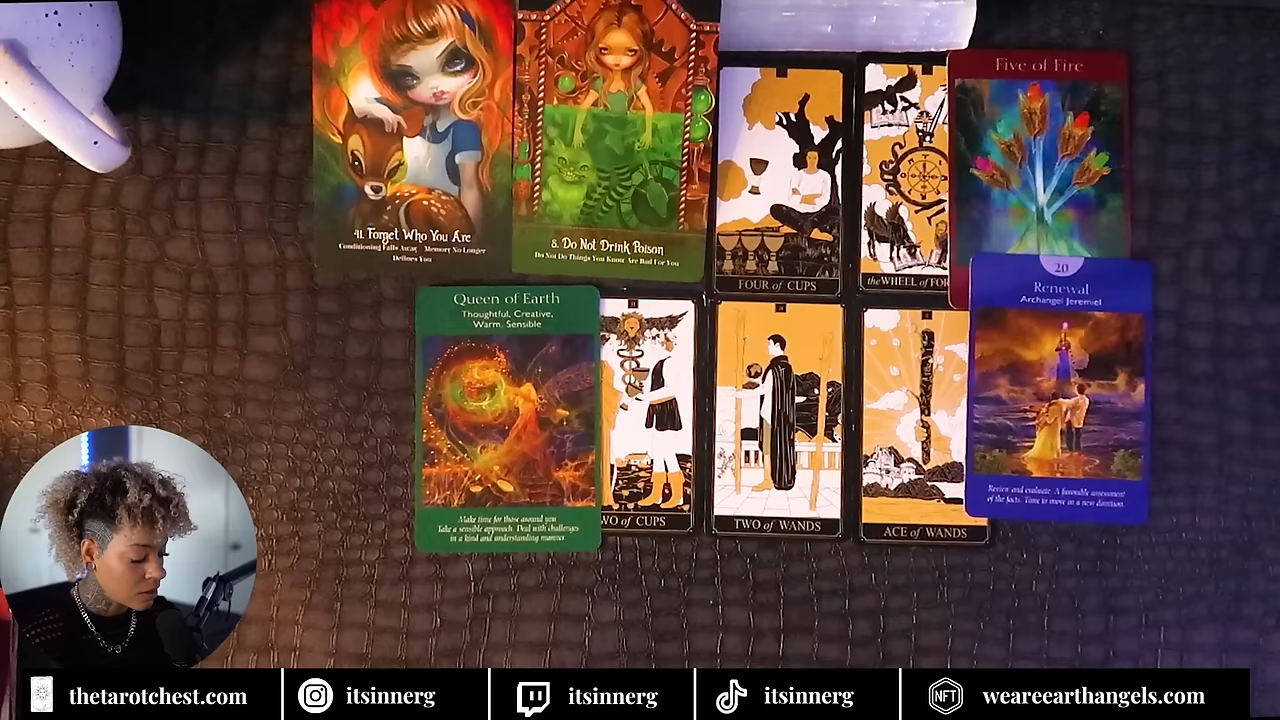 41. Forget Who You Are
Conditioning Falls Away Memory No Longer
Defines You
8. Do Not Drink Poison
Do Not Do Things You Know Are Bad For You
FOUR of CUPS
the WHEEL of FOR
Five of Fire
Queen of Earth
Thoughtful, Creative,
Warm, Sensible
Make time for those around you
Take a sensible approach. Deal with challenges
in a kind and understanding manner
WO of CUPS
TWO of WANDS
ACE of WANDS
20
Renewal
Archangel Jeremiel
Review and evaluate. A favourable assessment
of the facts. Time to move in a new direction.
thetarotchest.com
itsinnerg
itsinnerg
itsinnerg
NFT
weareearthangels.com